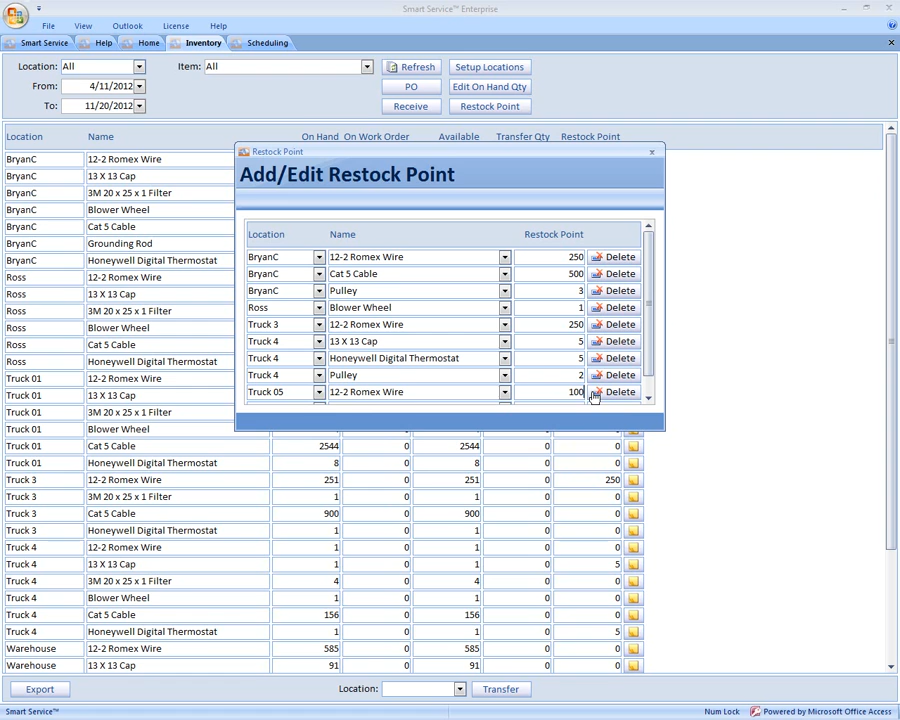 Smart Service™ Enterprise
File View Outlook License Help
Smart Service Help Home Inventory Scheduling
Location: All Item: All Refresh Setup Locations
From: 4/11/2012 PO Edit On Hand Qty
To: 11/20/2012 Receive Restock Point
Location Name On Hand On Work Order Available Transfer Qty Restock Point
BryanC 12-2 Romex Wire
BryanC 13 X 13 Cap
BryanC 3M 20 x 25 x 1 Filter
BryanC Blower Wheel
BryanC Cat 5 Cable
BryanC Grounding Rod
BryanC Honeywell Digital Thermostat
Ross 12-2 Romex Wire
Ross 13 X 13 Cap
Ross 3M 20 x 25 x 1 Filter
Ross Blower Wheel
Ross Cat 5 Cable
Ross Honeywell Digital Thermostat
Truck 01 12-2 Romex Wire
Truck 01 13 X 13 Cap
Truck 01 3M 20 x 25 x 1 Filter
Truck 01 Blower Wheel
Truck 01 Cat 5 Cable 2544 0 2544 0 0
Truck 01 Honeywell Digital Thermostat 8 0 8 0 0
Truck 3 12-2 Romex Wire 251 0 251 0 250
Truck 3 3M 20 x 25 x 1 Filter 1 0 1 0 0
Truck 3 Cat 5 Cable 900 0 900 0 0
Truck 3 Honeywell Digital Thermostat 1 0 1 0 0
Truck 4 12-2 Romex Wire 1 0 1 0 0
Truck 4 13 X 13 Cap 1 0 1 0 5
Truck 4 3M 20 x 25 x 1 Filter 4 0 4 0 0
Truck 4 Blower Wheel 1 0 1 0 0
Truck 4 Cat 5 Cable 156 0 156 0 0
Truck 4 Honeywell Digital Thermostat 1 0 1 0 5
Warehouse 12-2 Romex Wire 585 0 585 0 0
Warehouse 13 X 13 Cap 91 0 91 0 0
Restock Point
Add/Edit Restock Point
Location Name Restock Point
BryanC 12-2 Romex Wire 250 Delete
BryanC Cat 5 Cable 500 Delete
BryanC Pulley 3 Delete
Ross Blower Wheel 1 Delete
Truck 3 12-2 Romex Wire 250 Delete
Truck 4 13 X 13 Cap 5 Delete
Truck 4 Honeywell Digital Thermostat 5 Delete
Truck 4 Pulley 2 Delete
Truck 05 12-2 Romex Wire 100 Delete
Export Location: Transfer
Smart Service™ Num Lock Powered by Microsoft Office Access